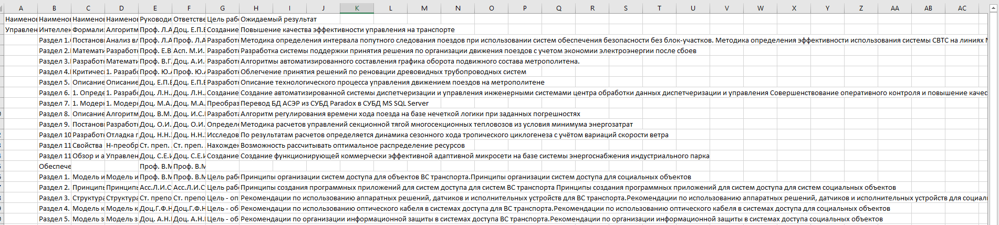 A B C D E F G H I J K L M N O P Q R S T U V W X Y Z AA AB AC
Наименов Наименов Наименов Наименов Руководи Ответстве Цель рабо Ожидаемый результат
Управлен Интеллек Формализ Алгоритм Проф. Л.А Доц. Е.П.Б Создание Повышение качества эффективности управления на транспорте
Раздел 1. Постановк Анализ вл Проф. Л.А Проф. Л.А Разработк Методика определения интервала попутного следования поездов при использовании систем обеспечения безопасности без блок-участков. Методика определения эффективности использования системы СВТС на линиях
Раздел 2. Математи Разработк Проф. Е.В Асп. М.И. Разработк Разработка системы поддержки принятия решения по организации движения поездов с учетом экономии электроэнергии после сбоев
Раздел 3. Разработк Математи Проф. В.Г. Доц. А.И. Разработк Алгоритмы автоматизированного составления графика оборота подвижного состава метрополитена.
Раздел 4. Критическ 1. Разрабо Проф. Ю.А Проф. Ю.А Разработк Облегчение принятия решений по реновации древовидных трубопроводных систем
Раздел 5. Описание Описание Доц. Е.П.Б Доц. Е.П.Б Разработк Описание технологического процесса управления движением поездов на метрополитене
Раздел 6. 1. Опреде 1. Разрабо Доц. Л.Н. Доц. Л.Н. Создание Создание автоматизированной системы диспетчеризации и управления инженерными системами центра обработки данных диспетчеризации и управления Совершенствование оперативного контроля и повышение качес
Раздел 7. 1. Модерн 1. Модерн Доц. М.А. Доц. М.А. Преобраз Перевод БД АСЭР из СУБД Paradox в СУБД MS SQL Server
Раздел 8. Описание Алгоритм Доц. В.М. Доц. И.С. Разработа Алгоритм регулирования времени хода поезда на базе нечеткой логики при заданных погрешностях
Раздел 9. Постановк Разработк Доц. О.И. Доц. О.И. Определе Методика расчетов управлений секционной тягой многосекционных тепловозов из условия минимума энергозатрат
Раздел 10 Разработк Отладка п Доц. Н.Н. Доц. Н.Н. Исследов По результатам расчетов определяется динамика сезонного хода тропического циклогенеза с учётом вариаций скорости ветра
Раздел 11 Свойства Н-преобр Ст. преп. Ст. преп. Нахожден Возможность рассчитывать оптимальное распределение ресурсов
Раздел 11 Обзор и а Управлен Доц. С.Е.И Доц. С.Е.И Создание Создание функционирующей коммерчески эффективной адаптивной микросети на базе системы энергоснабжения индустриального парка
Обеспече Проф. В.М Проф. В.М
Раздел 1. Модель и Модель и Проф. В.М Проф. В.М Цель рабо Принципы организации систем доступа для объектов ВС транспорта.Принципы организации систем доступа для социальных объектов
Раздел 2. Принципы Принципы Асс.Л.И.С Асс.Л.И.С Цель рабо Принципы создания программных приложений для систем доступа для систем ВС транспорта Принципы создания программных приложений для систем доступа для систем социальных объектов
Раздел 3. Структура Структура Ст. препо Ст. препо Цель - оп Рекомендации по использованию аппаратных решений, датчиков и исполнительных устройств для ВС транспорта.Рекомендации по использованию аппаратных решений, датчиков и исполнительных устройств для социаль
Раздел 4. Модель к Модель к Доц.Г.Ф.Н Доц.Г.Ф.Н Цель - об Рекомендации по использованию оптического кабеля в системах доступа для ВС транспорта.Рекомендации по использованию оптического кабеля в системах доступа для социальных объектов
Раздел 5. Модель з Модель з Доц. А.Н. Доц. А.Н. Цель - об Рекомендации по организации информационной защиты в системах доступа ВС транспорта.Рекомендации по организации информационной защиты в системах доступа социальных объектов